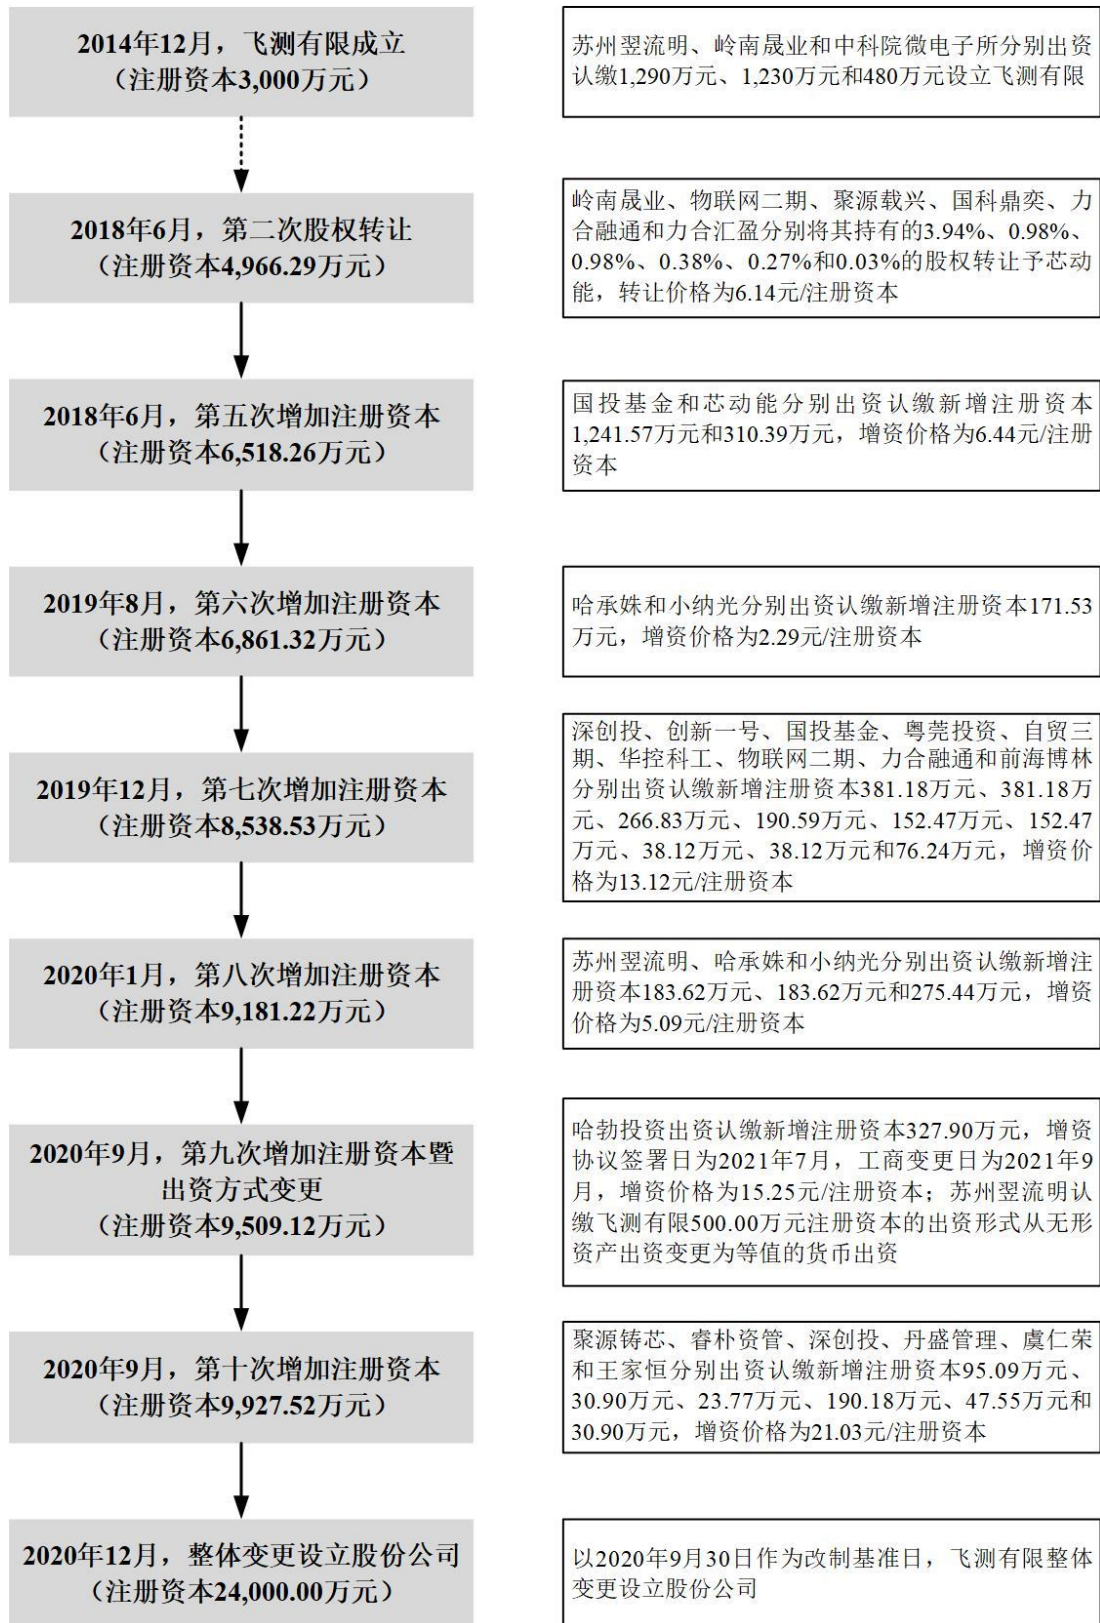 2014年12月，飞测有限成立
（注册资本3,000万元）
苏州翌流明、岭南晟业和中科院微电子所分别出资
认缴1,290万元、1,230万元和480万元设立飞测有限
2018年6月，第二次股权转让
（注册资本4,966.29万元）
岭南晟业、物联网二期、聚源载兴、国科鼎奕、力
合融通和力合汇盈分别将其持有的3.94%、0.98%、
0.98%、0.38%、0.27%和0.03%的股权转让予芯动
能，转让价格为6.14元/注册资本
2018年6月，第五次增加注册资本
（注册资本6,518.26万元）
国投基金和芯动能分别出资认缴新增注册资本
1,241.57万元和310.39万元，增资价格为6.44元/注册
资本
2019年8月，第六次增加注册资本
（注册资本6,861.32万元）
哈承姝和小纳光分别出资认缴新增注册资本171.53
万元，增资价格为2.29元/注册资本
2019年12月，第七次增加注册资本
（注册资本8,538.53万元）
深创投、创新一号、国投基金、粤莞投资、自贸三
期、华控科工、物联网二期、力合融通和前海博林
分别出资认缴新增注册资本381.18万元、381.18万
元、266.83万元、190.59万元、152.47万元、152.47
万元、38.12万元、38.12万元和76.24万元，增资价
格为13.12元/注册资本
2020年1月，第八次增加注册资本
（注册资本9,181.22万元）
苏州翌流明、哈承姝和小纳光分别出资认缴新增注
册资本183.62万元、183.62万元和275.44万元，增资
价格为5.09元/注册资本
2020年9月，第九次增加注册资本暨
出资方式变更
（注册资本9,509.12万元）
哈勃投资出资认缴新增注册资本327.90万元，增资
协议签署日为2021年7月，工商变更日为2021年9
月，增资价格为15.25元/注册资本；苏州翌流明认
缴飞测有限500.00万元注册资本的出资形式从无形
资产出资变更为等值的货币出资
2020年9月，第十次增加注册资本
（注册资本9,927.52万元）
聚源铸芯、睿朴资管、深创投、丹盛管理、虞仁荣
和王家恒分别出资认缴新增注册资本95.09万元、
30.90万元、23.77万元、190.18万元、47.55万元和
30.90万元，增资价格为21.03元/注册资本
2020年12月，整体变更设立股份公司
（注册资本24,000.00万元）
以2020年9月30日作为改制基准日，飞测有限整体
变更设立股份公司